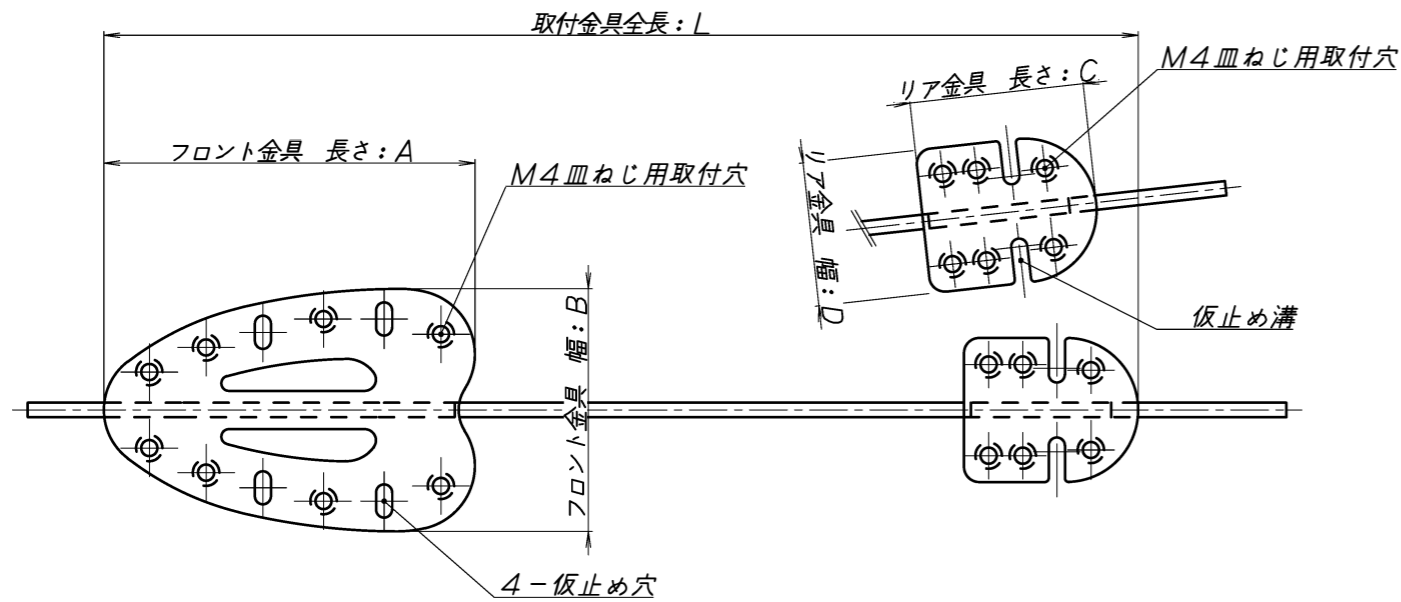 取付金具全長：L
M4皿ねじ用取付穴
リア金具 長さ：C
フロント金具 長さ：A
M4皿ねじ用取付穴
リア金具 幅：D
フロント金具 幅：B
仮止め溝
4－仮止め穴